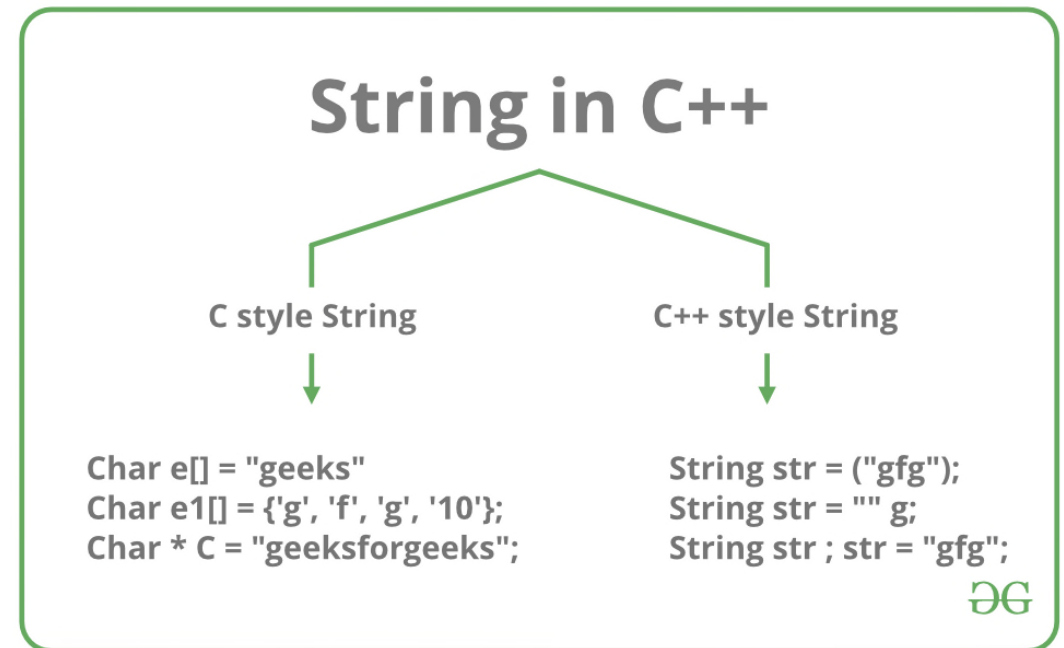 String in C++
C style String
C++ style String
Char e[] = "geeks"
Char e1[] = {'g', 'f', 'g', '10'};
Char * C = "geeksforgeeks";
String str = ("gfg");
String str = "" g;
String str ; str = "gfg";